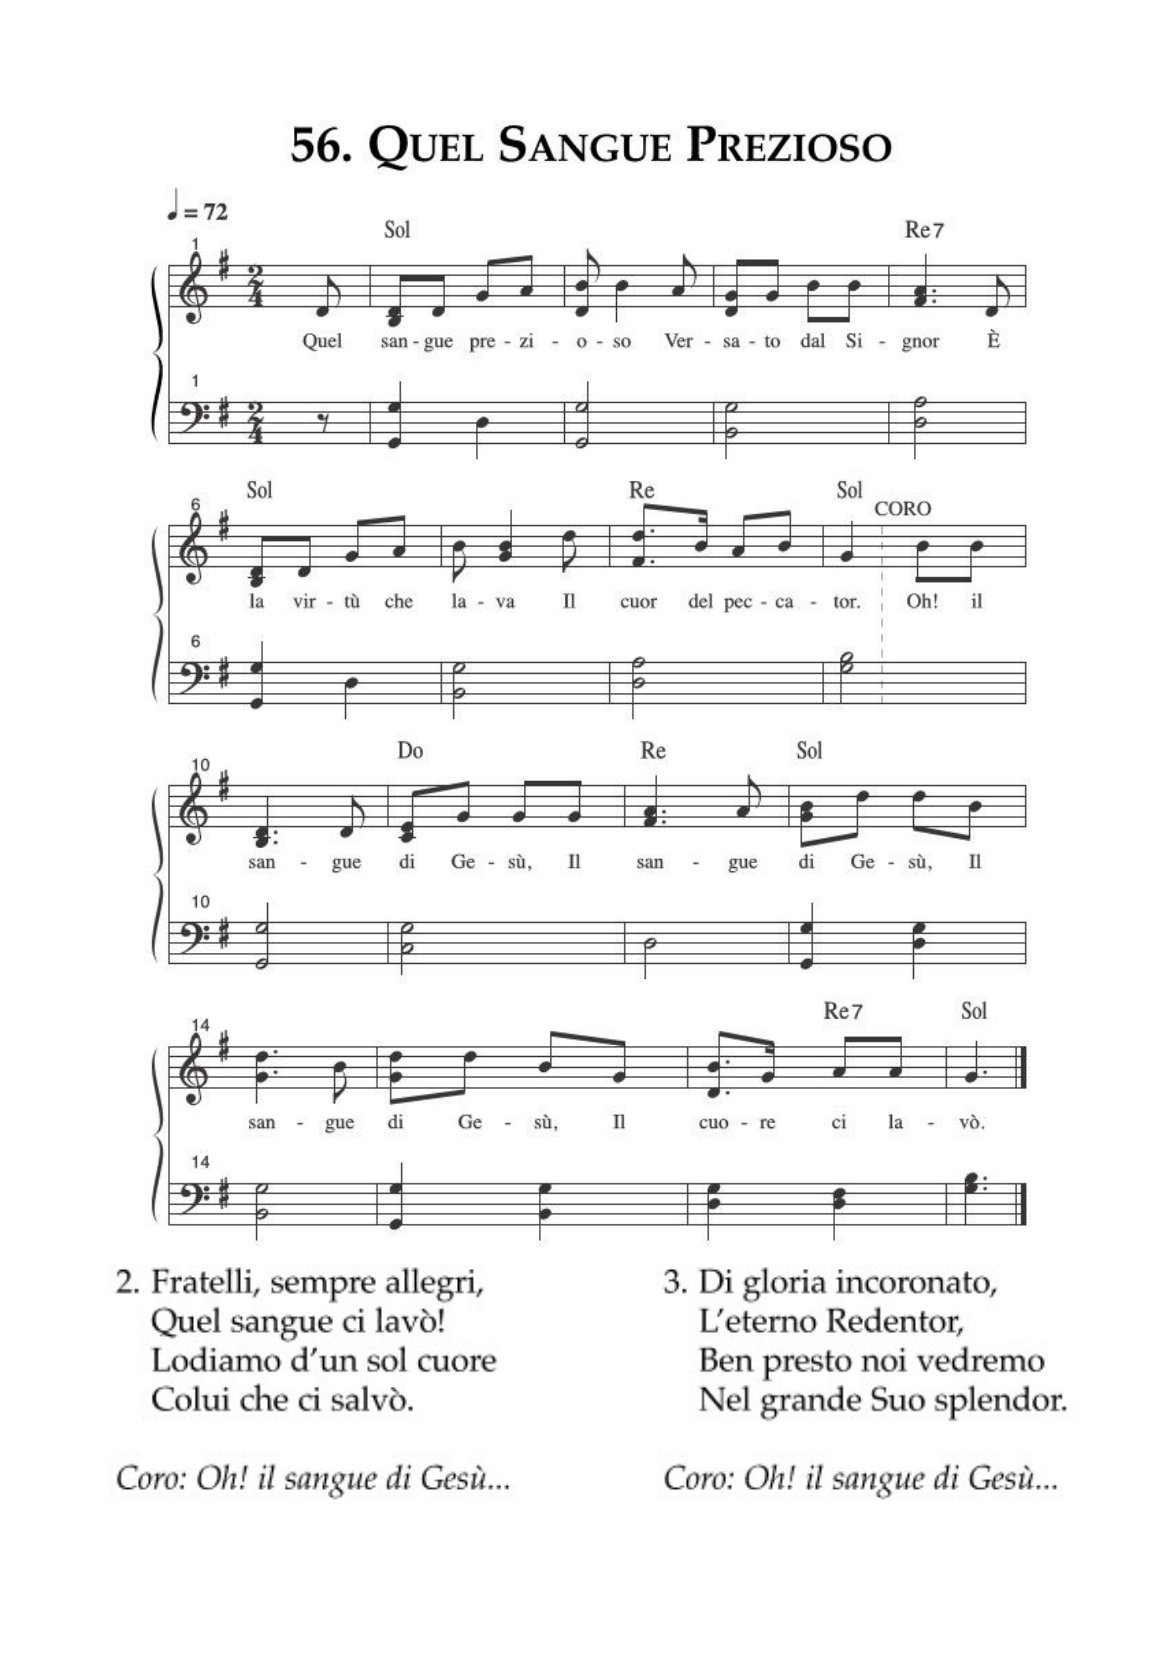 56. QUEL SANGUE PREZIOSO
♩ = 72
Sol Re7
1
2 4
Quel san - gue pre - zi - o - so Ver - sa - to dal Si - gnor È
1
2 4
Sol Re Sol
6 CORO
la vir - tù che la - va Il cuor del pec - ca - tor. Oh! il
6
Do Re Sol
10
san - gue di Ge - sù, Il san - gue di Ge - sù, Il
10
Re7 Sol
14
san - gue di Ge - sù, Il cuo - re ci la - vò.
14
2. Fratelli, sempre allegri,
Quel sangue ci lavò!
Lodiamo d'un sol cuore
Colui che ci salvò.
Coro: Oh! il sangue di Gesù...
3. Di gloria incoronato,
L'eterno Redentor,
Ben presto noi vedremo
Nel grande Suo splendor.
Coro: Oh! il sangue di Gesù...